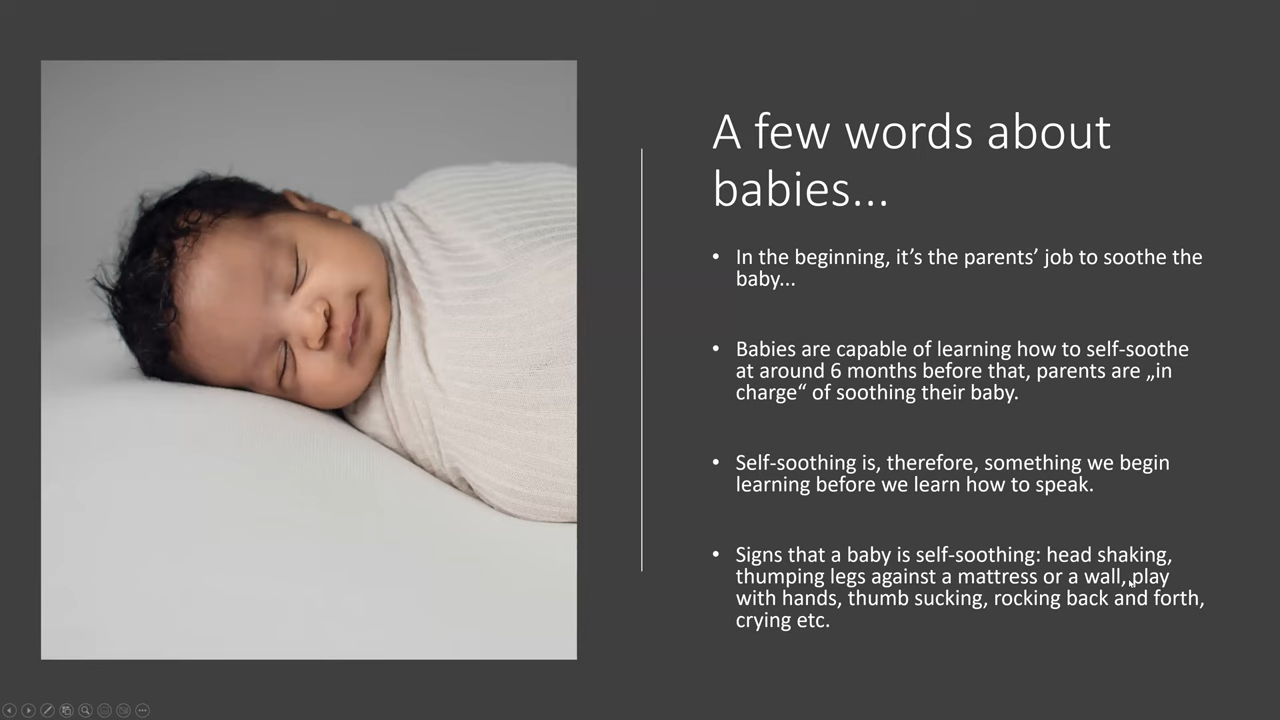 A few words about
babies...
• In the beginning, it’s the parents’ job to soothe the
baby...
• Babies are capable of learning how to self-soothe
at around 6 months before that, parents are „in
charge“ of soothing their baby.
• Self-soothing is, therefore, something we begin
learning before we learn how to speak.
• Signs that a baby is self-soothing: head shaking,
thumping legs against a mattress or a wall, play
with hands, thumb sucking, rocking back and forth,
crying etc.